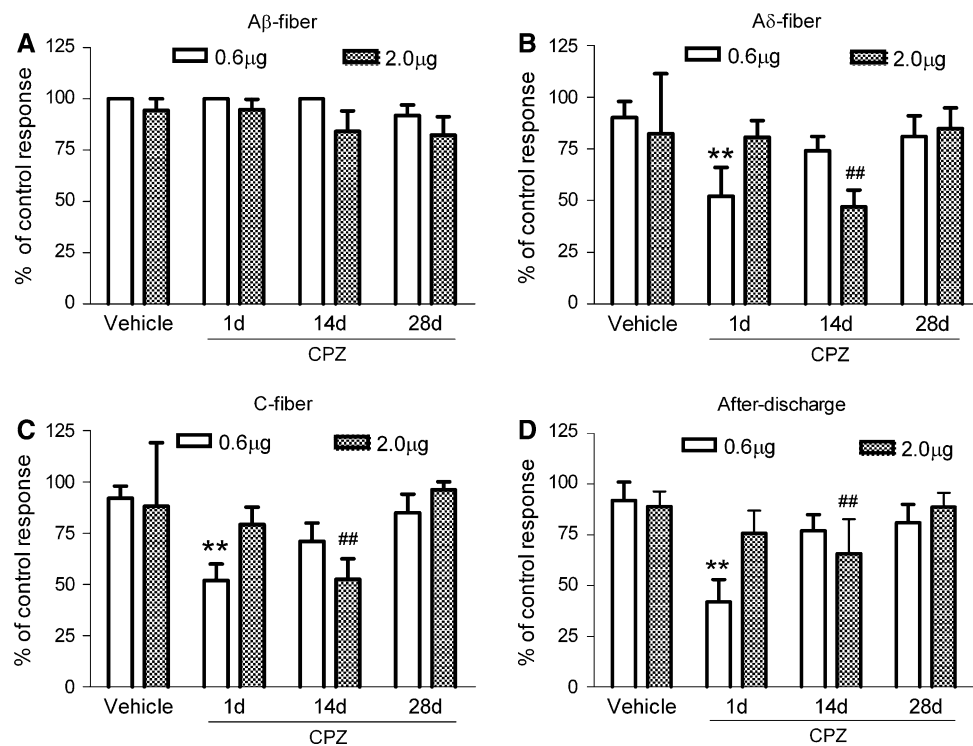 A
Aβ-fiber
% of control response
125
100
75
50
25
0
0.6μg
2.0μg
Vehicle
1d
14d
28d
CPZ
B
Aδ-fiber
% of control response
125
100
75
50
25
0
0.6μg
2.0μg
**
##
Vehicle
1d
14d
28d
CPZ
C
C-fiber
% of control response
125
100
75
50
25
0
0.6μg
2.0μg
**
##
Vehicle
1d
14d
28d
CPZ
D
After-discharge
% of control response
125
100
75
50
25
0
0.6μg
2.0μg
**
##
Vehicle
1d
14d
28d
CPZ